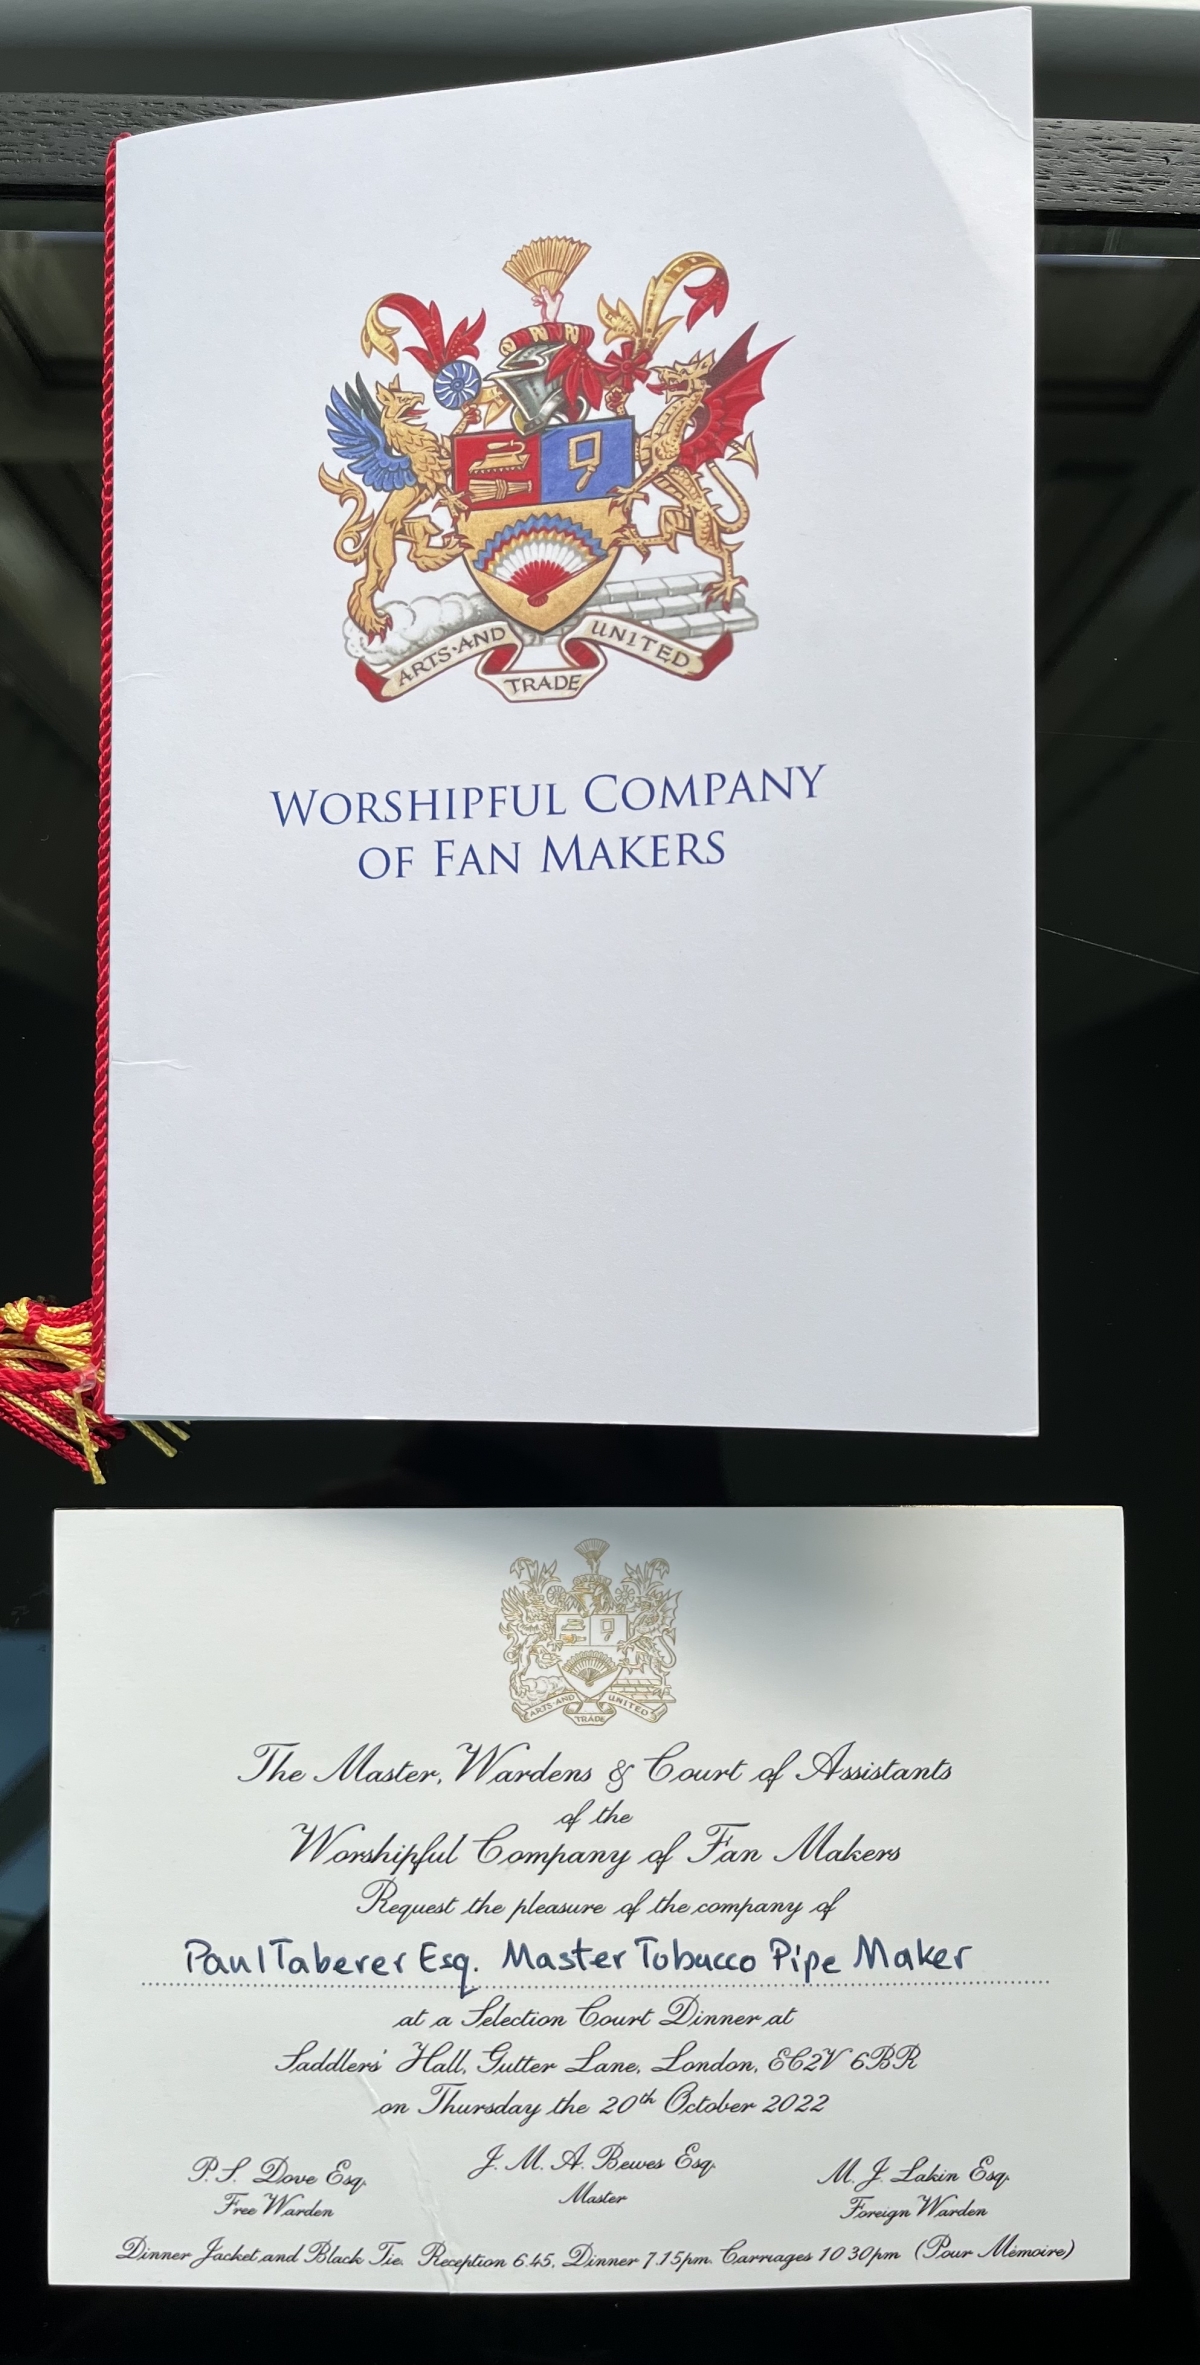 ARTS·AND TRADE UNITED
WORSHIPFUL COMPANY
OF FAN MAKERS
ARTS·AND TRADE UNITED
The Master, Wardens & Court of Assistants
of the
Worshipful Company of Fan Makers
Request the pleasure of the company of
Paul Taberer Esq. Master Tobacco Pipe Maker
at a Selection Court Dinner at
Saddlers' Hall, Gutter Lane, London, EC2V 6BR
on Thursday the 20th October 2022
P. S. Dove Esq.
Free Warden
J. M. A. Bewes Esq.
Master
M. J. Lakin Esq.
Foreign Warden
Dinner Jacket and Black Tie. Reception 6.45, Dinner 7.15pm. Carriages 10 30pm (Pour Mémoire)